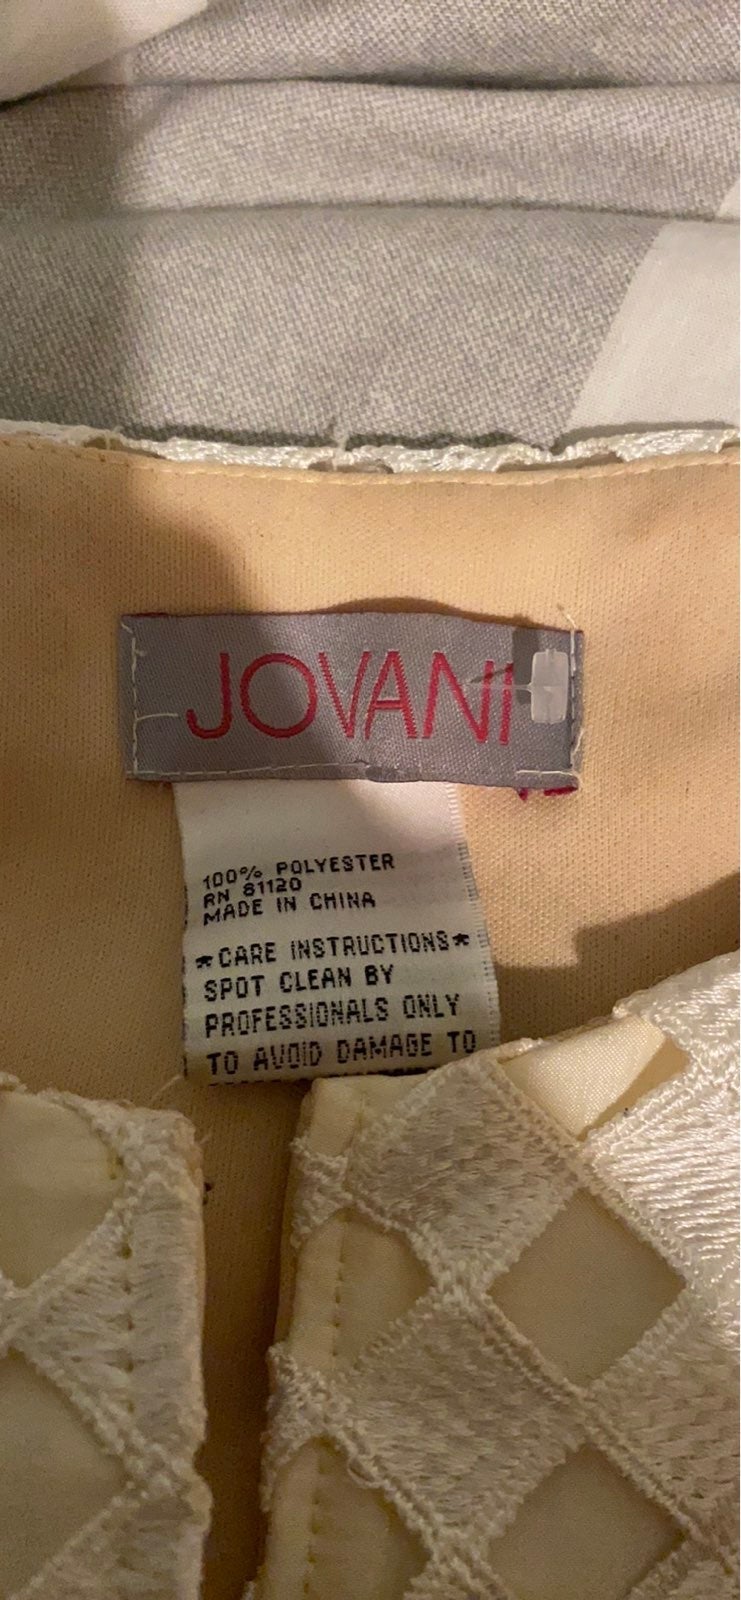 JOVANI
100% POLYESTER
RN 81120
MADE IN CHINA
*CARE INSTRUCTIONS*
SPOT CLEAN BY
PROFESSIONALS ONLY
TO AVOID DAMAGE TO